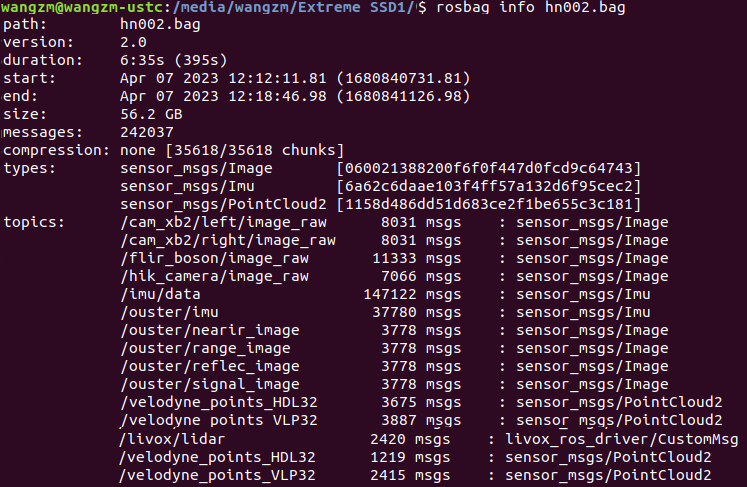 wangzm@wangzm-ustc:/media/wangzm/Extreme SSD1/$ rosbag info hn002.bag
path:        hn002.bag
version:     2.0
duration:    6:35s (395s)
start:       Apr 07 2023 12:12:11.81 (1680840731.81)
end:         Apr 07 2023 12:18:46.98 (1680841126.98)
size:        56.2 GB
messages:    242037
compression: none [35618/35618 chunks]
types:       sensor_msgs/Image       [060021388200f6f0f447d0fcd9c64743]
             sensor_msgs/Imu         [6a62c6daae103f4ff57a132d6f95cec2]
             sensor_msgs/PointCloud2 [1158d486dd51d683ce2f1be655c3c181]
topics:      /cam_xb2/left/image_raw      8031 msgs    : sensor_msgs/Image
             /cam_xb2/right/image_raw     8031 msgs    : sensor_msgs/Image
             /flir_boson/image_raw       11333 msgs    : sensor_msgs/Image
             /hik_camera/image_raw        7066 msgs    : sensor_msgs/Image
             /imu/data                  147122 msgs    : sensor_msgs/Imu
             /ouster/imu                 37780 msgs    : sensor_msgs/Imu
             /ouster/nearir_image         3778 msgs    : sensor_msgs/Image
             /ouster/range_image          3778 msgs    : sensor_msgs/Image
             /ouster/reflec_image         3778 msgs    : sensor_msgs/Image
             /ouster/signal_image         3778 msgs    : sensor_msgs/Image
             /velodyne_points_HDL32       3675 msgs    : sensor_msgs/PointCloud2
             /velodyne points VLP32       3887 msgs    : sensor_msgs/PointCloud2
             /livox/lidar                2420 msgs    : livox_ros_driver/CustomMsg
             /velodyne_points_HDL32      1219 msgs    : sensor_msgs/PointCloud2
             /velodyne_points_VLP32      2415 msgs    : sensor_msgs/PointCloud2